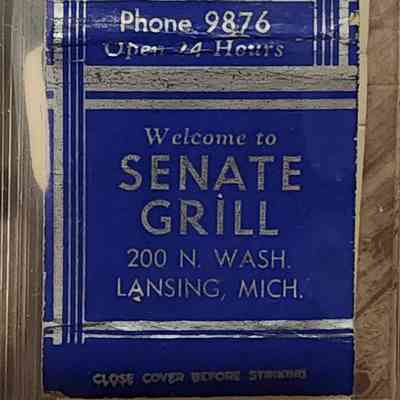 Phone 9876
Open 24 Hours
Welcome to
SENATE
GRILL
200 N. WASH.
LANSING, MICH.
CLOSE COVER BEFORE STRIKING